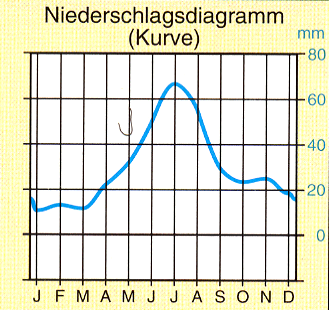 Niederschlagsdiagramm
(Kurve)
mm
80
60
40
20
0
J F M A M J J A S O N D J